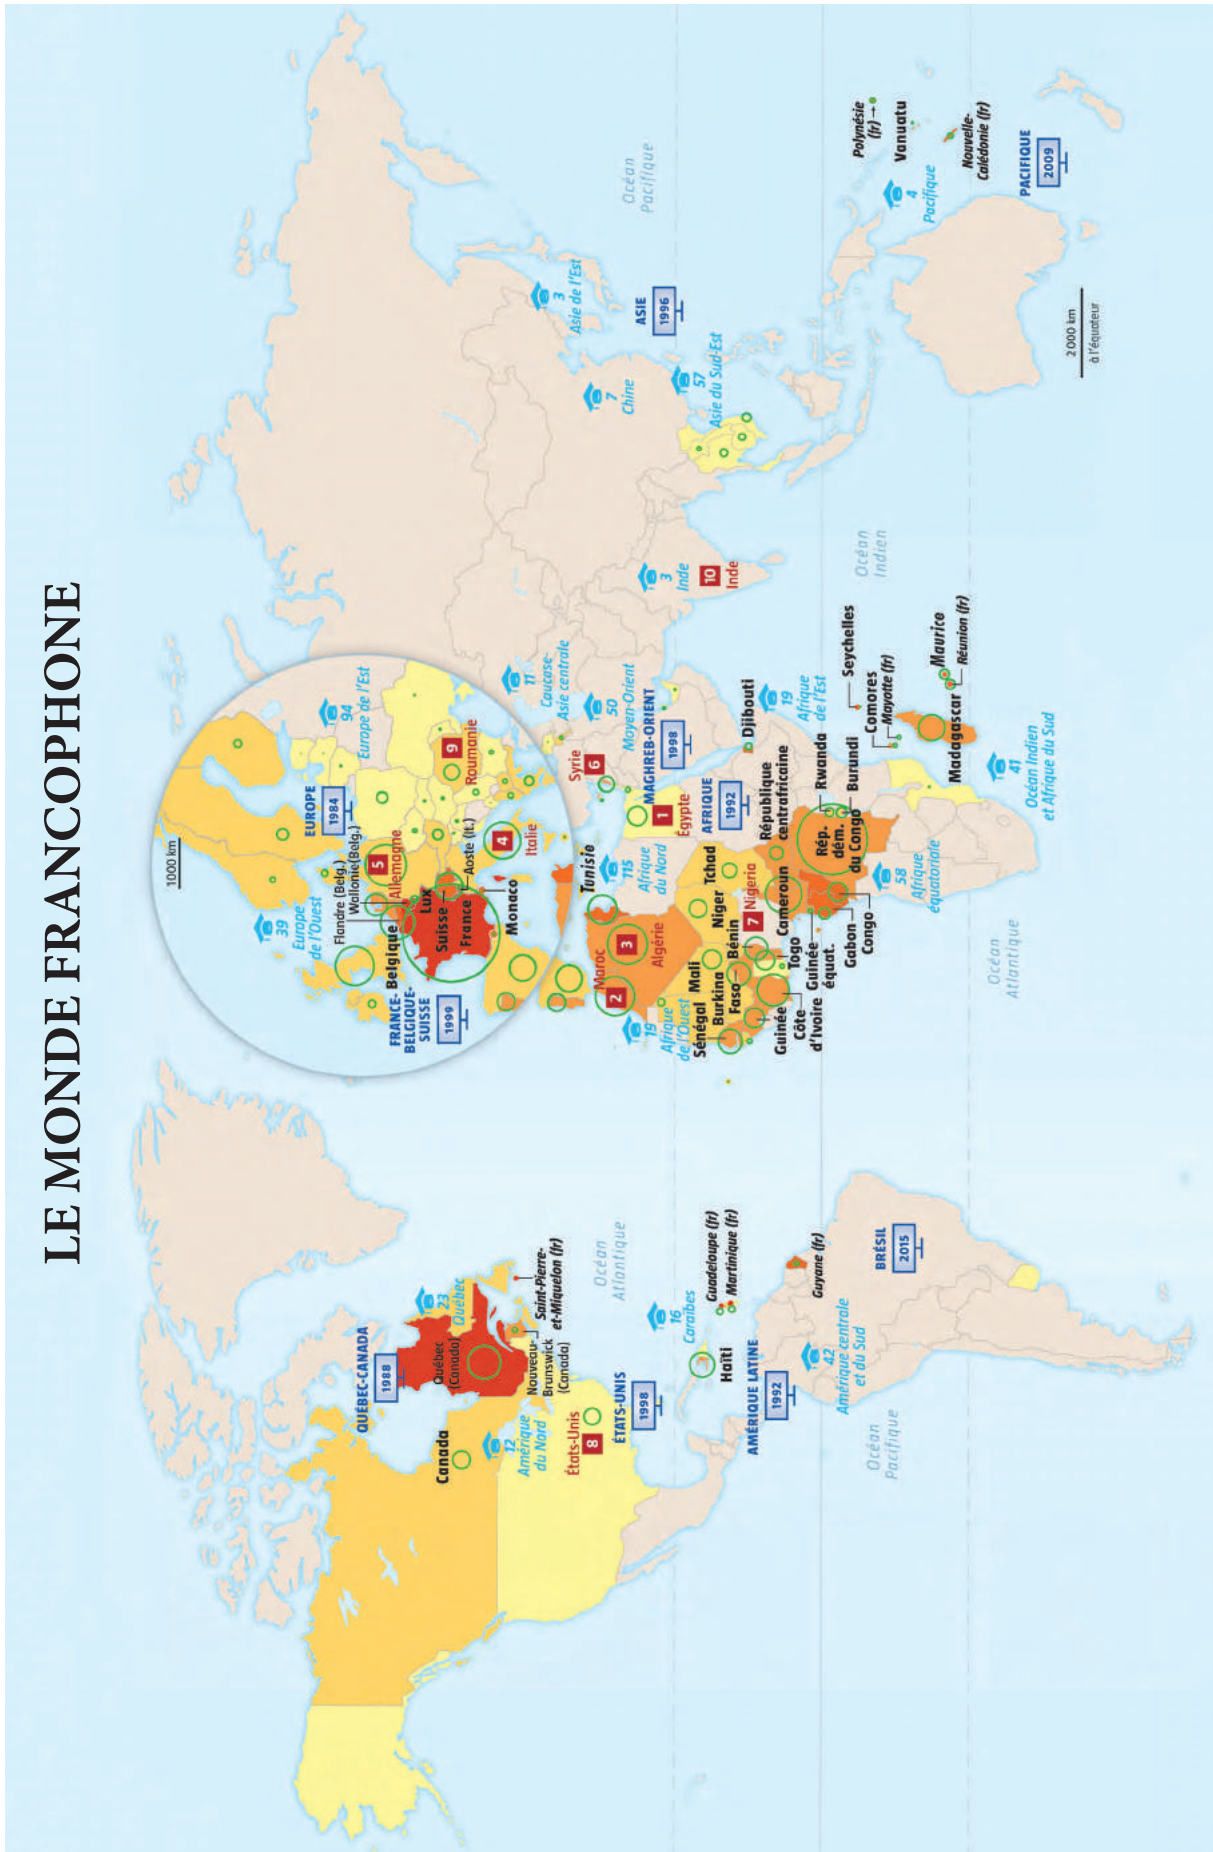 LE MONDE FRANCOPHONE
QUÉBEC-CANADA
1988
23
Québec
Québec
(Canada)
Canada
Nouveau-
Brunswick
(Canada)
Saint-Pierre-
et-Miquelon (fr)
12
Amérique
du Nord
États-Unis
8
ÉTATS-UNIS
1998
Océan
Atlantique
16
Caraïbes
Guadeloupe (fr)
Martinique (fr)
Haïti
AMÉRIQUE LATINE
1992
42
Amérique centrale
et du Sud
Guyane (fr)
BRÉSIL
2015
Océan
Pacifique
1000 km
39
Europe
de l'Ouest
EUROPE
1984
94
Europe de l'Est
Flandre (Belg.)
Wallonie(Belg.)
5
Allemagne
Belgique
Lux
Suisse
France
Aoste (It.)
Monaco
4
Italie
9
Roumanie
FRANCE-
BELGIQUE-
SUISSE
1999
11
Caucase-
Asie centrale
Tunisie
Maroc
2
3
Algérie
115
Afrique
du Nord
Syrie
6
50
Moyen-Orient
MAGHREB-ORIENT
1998
1
Égypte
19
Afrique
de l'Ouest
Sénégal
Mali
Burkina
Faso
Bénin
Niger
Tchad
7
Nigeria
Guinée
Côte
d'Ivoire
Togo
Cameroun
Guinée
équat.
Gabon
Congo
AFRIQUE
1992
République
centrafricaine
Djibouti
19
Afrique
de l'Est
Rwanda
Burundi
Rép.
dém.
du Congo
58
Afrique
équatoriale
Seychelles
Comores
Mayotte (fr)
Maurice
Réunion (fr)
Madagascar
41
Océan Indien
et Afrique du Sud
Océan
Atlantique
Océan
Indien
3
Inde
10
Inde
7
Chine
3
Asie de l'Est
ASIE
1996
57
Asie du Sud-Est
Océan
Pacifique
Polynésie
(fr)
Vanuatu
4
Pacifique
Nouvelle-
Calédonie (fr)
PACIFIQUE
2009
2 000 km
à l'équateur